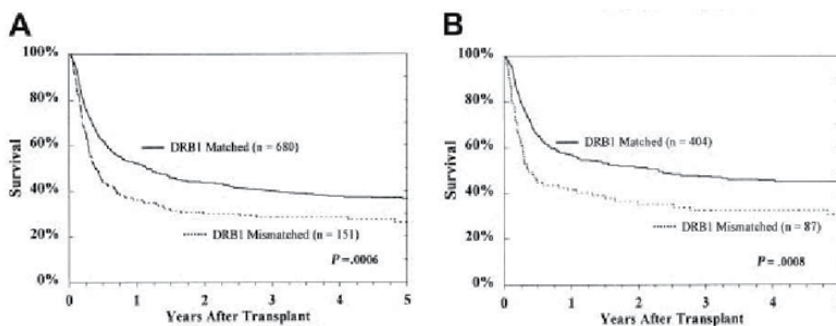 A
100%
80%
60%
40%
20%
0%
Survival
DRB1 Matched (n = 680)
DRB1 Mismatched (n = 151)
P = .0006
0 1 2 3 4 5
Years After Transplant
B
100%
80%
60%
40%
20%
0%
Survival
DRB1 Matched (n = 404)
DRB1 Mismatched (n = 87)
P = .0008
0 1 2 3 4
Years After Transplant